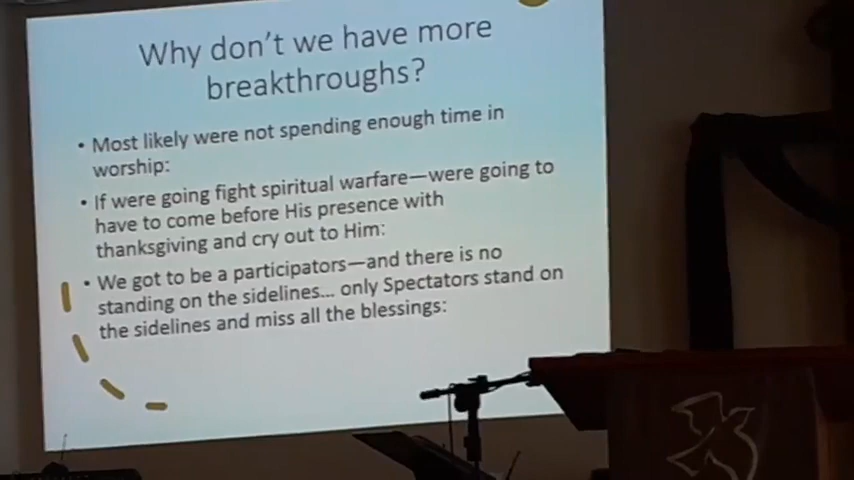 Why don't we have more
breakthroughs?
• Most likely were not spending enough time in
worship:
• If were going fight spiritual warfare—were going to
have to come before His presence with
thanksgiving and cry out to Him:
• We got to be a participators—and there is no
standing on the sidelines... only Spectators stand on
the sidelines and miss all the blessings: